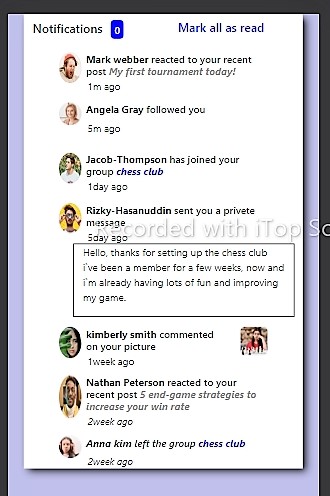 Notifications 0 Mark all as read
Mark webber reacted to your recent
post My first tournament today!
1m ago
Angela Gray followed you
5m ago
Jacob-Thompson has joined your
group chess club
1day ago
Rizky-Hasanuddin sent you a privete
message
Recorded with iTop Sc
5day ago
Hello, thanks for setting up the chess club
i've been a member for a few weeks, now and
i'm already having lots of fun and improving
my game.
kimberly smith commented
on your picture
1week ago
Nathan Peterson reacted to your
recent post 5 end-game strategies to
increase your win rate
2week ago
Anna kim left the group chess club
2week ago